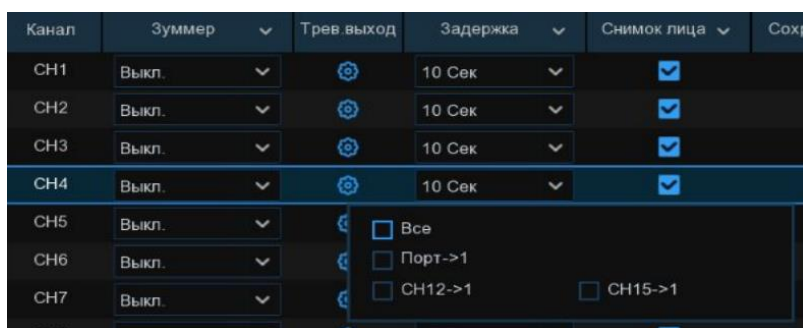 Канал Зуммер Трев.выход Задержка Снимок лица
CH1 Выкл. 10 Сек
CH2 Выкл. 10 Сек
CH3 Выкл. 10 Сек
CH4 Выкл. 10 Сек
CH5 Выкл. Все
CH6 Выкл. Порт->1
CH7 Выкл. CH12->1 CH15->1